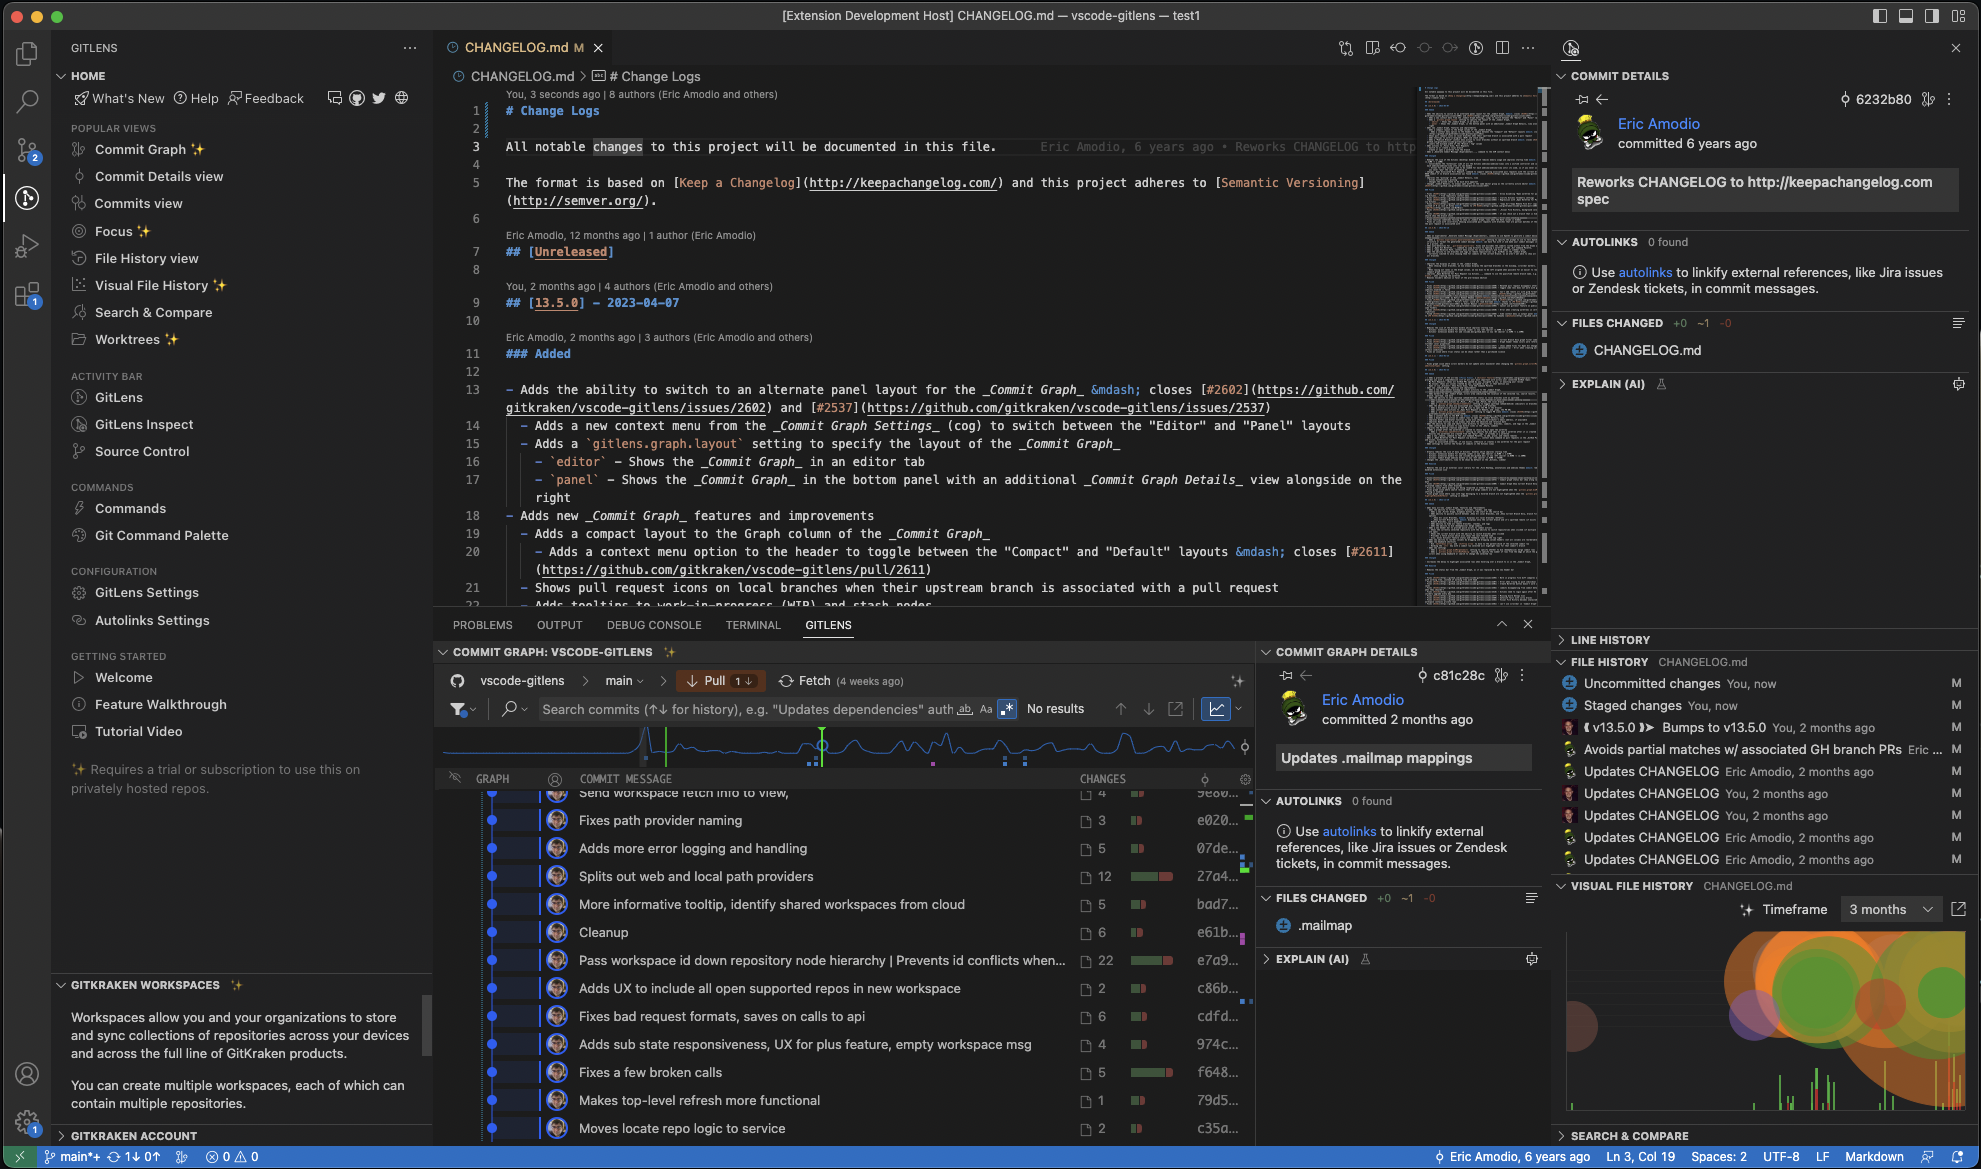 [Extension Development Host] CHANGELOG.md — vscode-gitlens — test1
GITLENS
HOME
What's New Help Feedback
POPULAR VIEWS
Commit Graph ✨
Commit Details view
Commits view
Focus ✨
File History view
Visual File History ✨
Search & Compare
Worktrees ✨
ACTIVITY BAR
GitLens
GitLens Inspect
Source Control
COMMANDS
Commands
Git Command Palette
CONFIGURATION
GitLens Settings
Autolinks Settings
GETTING STARTED
Welcome
Feature Walkthrough
Tutorial Video
✨ Requires a trial or subscription to use this on
privately hosted repos.
GITKRAKEN WORKSPACES ✨
Workspaces allow you and your organizations to store
and sync collections of repositories across your devices
and across the full line of GitKraken products.
You can create multiple workspaces, each of which can
contain multiple repositories.
GITKRAKEN ACCOUNT
2
1
1
CHANGELOG.md M
CHANGELOG.md > # Change Logs
You, 3 seconds ago | 8 authors (Eric Amodio and others)
1 # Change Logs
2
3 All notable changes to this project will be documented in this file. Eric Amodio, 6 years ago • Reworks CHANGELOG to http
4
5 The format is based on [Keep a Changelog](http://keepachangelog.com/) and this project adheres to [Semantic Versioning]
(http://semver.org/).
6
Eric Amodio, 12 months ago | 1 author (Eric Amodio)
7 ## [Unreleased]
8
You, 2 months ago | 4 authors (Eric Amodio and others)
9 ## [13.5.0] - 2023-04-07
10
Eric Amodio, 2 months ago | 3 authors (Eric Amodio and others)
11 ### Added
12
13 - Adds the ability to switch to an alternate panel layout for the _Commit Graph_ &mdash; closes [#2602](https://github.com/
gitkraken/vscode-gitlens/issues/2602) and [#2537](https://github.com/gitkraken/vscode-gitlens/issues/2537)
14 - Adds a new context menu from the _Commit Graph Settings_ (cog) to switch between the "Editor" and "Panel" layouts
15 - Adds a `gitlens.graph.layout` setting to specify the layout of the _Commit Graph_
16 - `editor` - Shows the _Commit Graph_ in an editor tab
17 - `panel` - Shows the _Commit Graph_ in the bottom panel with an additional _Commit Graph Details_ view alongside on the
right
18 - Adds new _Commit Graph_ features and improvements
19 - Adds a compact layout to the Graph column of the _Commit Graph_
20 - Adds a context menu option to the header to toggle between the "Compact" and "Default" layouts &mdash; closes [#2611]
(https://github.com/gitkraken/vscode-gitlens/pull/2611)
21 - Shows pull request icons on local branches when their upstream branch is associated with a pull request
22 - Adds tooltips to work-in-progress (WIP) and stash nodes
PROBLEMS OUTPUT DEBUG CONSOLE TERMINAL GITLENS
COMMIT GRAPH: VSCODE-GITLENS ✨
vscode-gitlens > main > Pull 1↓ Fetch (4 weeks ago)
Search commits (↑↓ for history), e.g. "Updates dependencies" auth ab Aa .* No results
GRAPH COMMIT MESSAGE CHANGES
Send workspace fetch info to view, 4 9e80...
Fixes path provider naming 3 e020...
Adds more error logging and handling 5 07de...
Splits out web and local path providers 12 27a4...
More informative tooltip, identify shared workspaces from cloud 5 bad7...
Cleanup 6 e61b...
Pass workspace id down repository node hierarchy | Prevents id conflicts when... 22 e7a9...
Adds UX to include all open supported repos in new workspace 2 c86b...
Fixes bad request formats, saves on calls to api 6 cdfd...
Adds sub state responsiveness, UX for plus feature, empty workspace msg 4 974c...
Fixes a few broken calls 5 f648...
Makes top-level refresh more functional 1 79d5...
Moves locate repo logic to service 2 c35a...
COMMIT GRAPH DETAILS
c81c28c
Eric Amodio
committed 2 months ago
Updates .mailmap mappings
AUTOLINKS 0 found
Use autolinks to linkify external
references, like Jira issues or Zendesk
tickets, in commit messages.
FILES CHANGED +0 ~1 -0
.mailmap
EXPLAIN (AI)
COMMIT DETAILS
6232b80
Eric Amodio
committed 6 years ago
Reworks CHANGELOG to http://keepachangelog.com
spec
AUTOLINKS 0 found
Use autolinks to linkify external references, like Jira issues
or Zendesk tickets, in commit messages.
FILES CHANGED +0 ~1 -0
CHANGELOG.md
EXPLAIN (AI)
LINE HISTORY
FILE HISTORY CHANGELOG.md
Uncommitted changes You, now M
Staged changes You, now M
v13.5.0 Bumps to v13.5.0 You, 2 months ago M
Avoids partial matches w/ associated GH branch PRs Eric ... M
Updates CHANGELOG Eric Amodio, 2 months ago M
Updates CHANGELOG You, 2 months ago M
Updates CHANGELOG You, 2 months ago M
Updates CHANGELOG Eric Amodio, 2 months ago M
Updates CHANGELOG Eric Amodio, 2 months ago M
VISUAL FILE HISTORY CHANGELOG.md
Timeframe 3 months
SEARCH & COMPARE
main*+ 1↓ 0↑ 0 0
Eric Amodio, 6 years ago Ln 3, Col 19 Spaces: 2 UTF-8 LF Markdown